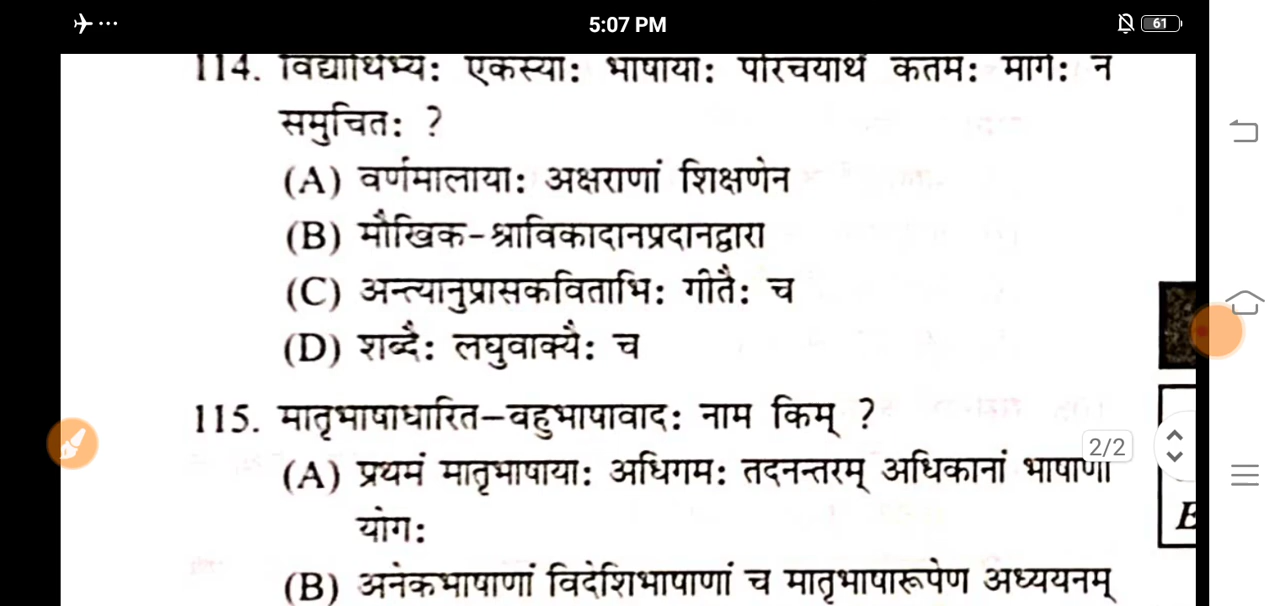 5:07 PM
61
114. विद्यार्थिभ्यः एकस्याः भाषायाः परिचयार्थं कतमः मार्गः न
समुचितः ?
(A) वर्णमालायाः अक्षराणां शिक्षणेन
(B) मौखिक-श्राविकादानप्रदानद्वारा
(C) अन्त्यानुप्रासकविताभिः गीतैः च
(D) शब्दैः लघुवाक्यैः च
115. मातृभाषाधारित-वहुभाषावादः नाम किम् ?
(A) प्रथमं मातृभाषायाः अधिगमः तदनन्तरम् अधिकानां भाषाणां
योगः
(B) अनेकभाषाणां विदेशिभाषाणां च मातृभाषारूपेण अध्ययनम्
2/2
E